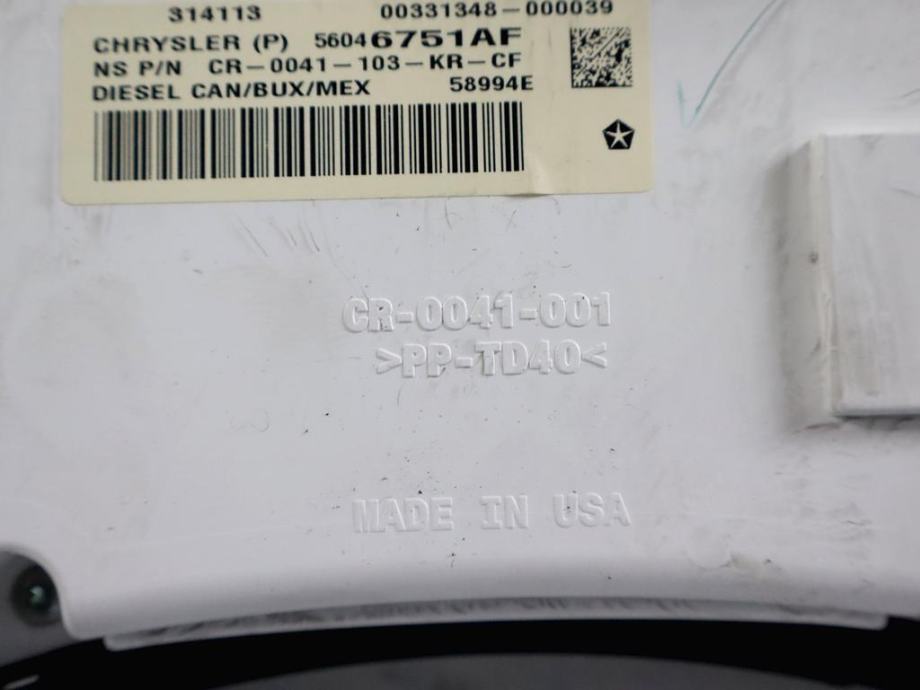 314113 00331348-000039
CHRYSLER (P) 56046751AF
NS P/N CR-0041-103-KR-CF
DIESEL CAN/BUX/MEX 58994E
CR-0041-001
>PP-TD40<
MADE IN USA